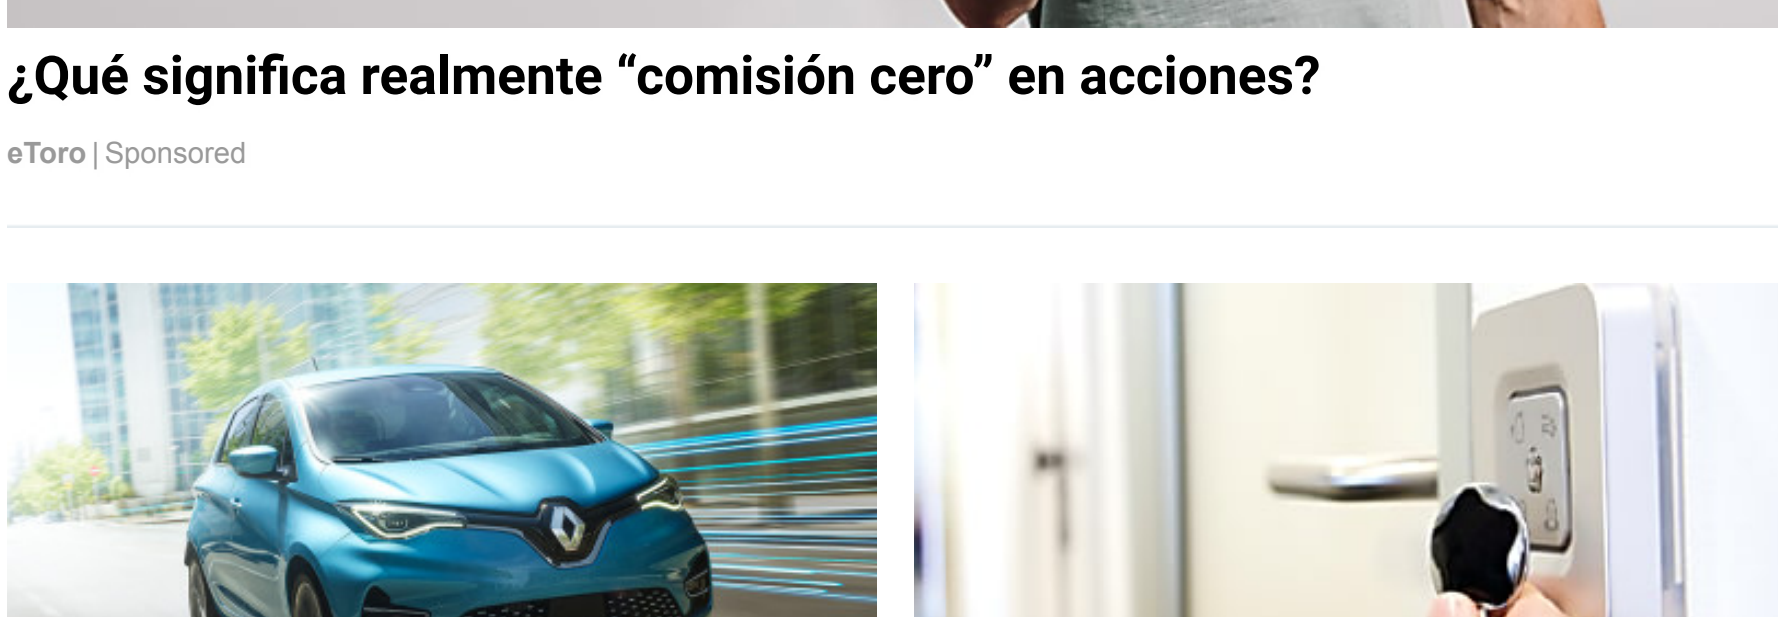 ¿Qué significa realmente “comisión cero” en acciones?
eToro | Sponsored